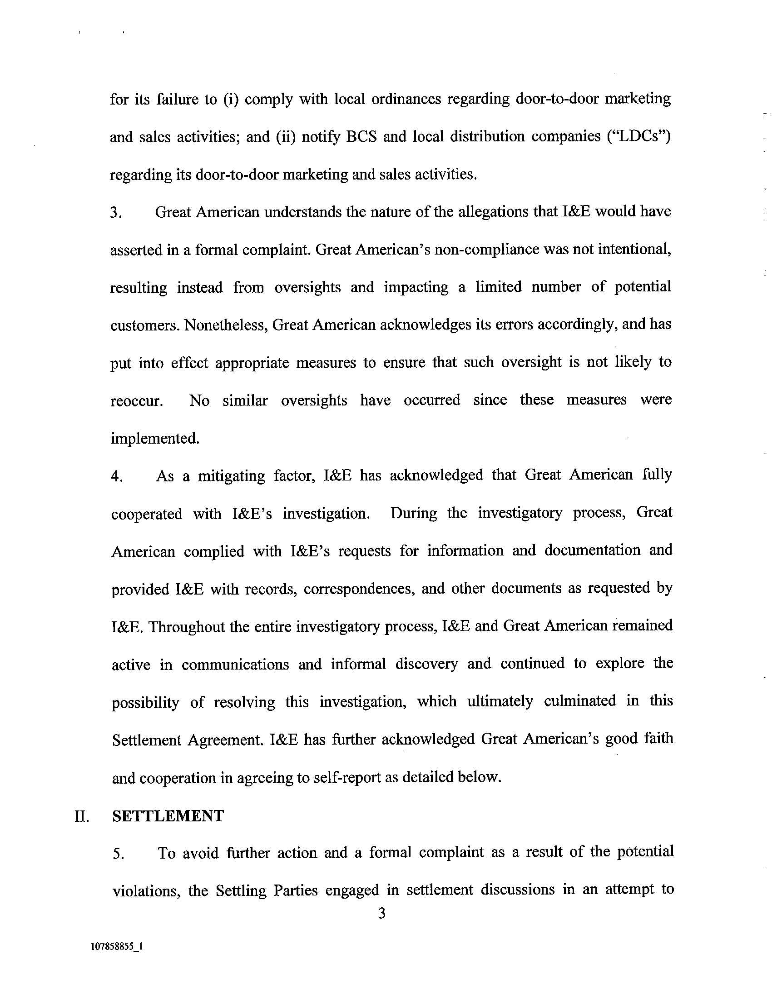 for its failure to (i) comply with local ordinances regarding door-to-door marketing
and sales activities; and (ii) notify BCS and local distribution companies (“LDCs”)
regarding its door-to-door marketing and sales activities.
3. Great American understands the nature of the allegations that I&E would have
asserted in a formal complaint. Great American’s non-compliance was not intentional,
resulting instead from oversights and impacting a limited number of potential
customers. Nonetheless, Great American acknowledges its errors accordingly, and has
put into effect appropriate measures to ensure that such oversight is not likely to
reoccur. No similar oversights have occurred since these measures were
implemented.
4. As a mitigating factor, I&E has acknowledged that Great American fully
cooperated with I&E’s investigation. During the investigatory process, Great
American complied with I&E’s requests for information and documentation and
provided I&E with records, correspondences, and other documents as requested by
I&E. Throughout the entire investigatory process, I&E and Great American remained
active in communications and informal discovery and continued to explore the
possibility of resolving this investigation, which ultimately culminated in this
Settlement Agreement. I&E has further acknowledged Great American’s good faith
and cooperation in agreeing to self-report as detailed below.
II. SETTLEMENT
5. To avoid further action and a formal complaint as a result of the potential
violations, the Settling Parties engaged in settlement discussions in an attempt to
3
107858855_1